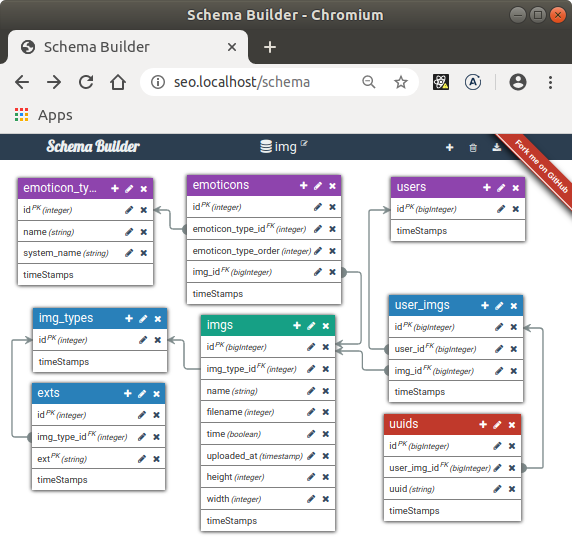 Schema Builder - Chromium
Schema Builder
seo.localhost/schema
Apps
Schema Builder
img
Fork me on GitHub
emoticon_ty...
id PK (integer)
name (string)
system_name (string)
timeStamps
emoticons
id PK (integer)
emoticon_type_id FK (integer)
emoticon_type_order (integer)
img_id FK (bigInteger)
timeStamps
users
id PK (bigInteger)
timeStamps
img_types
id PK (integer)
timeStamps
imgs
id PK (bigInteger)
img_type_id FK (integer)
name (string)
filename (integer)
time (boolean)
uploaded_at (timestamp)
height (integer)
width (integer)
timeStamps
user_imgs
id PK (bigInteger)
user_id FK (bigInteger)
img_id FK (bigInteger)
timeStamps
exts
id PK (integer)
img_type_id FK (integer)
ext PK (string)
timeStamps
uuids
id PK (bigInteger)
user_img_id FK (bigInteger)
uuid (string)
timeStamps